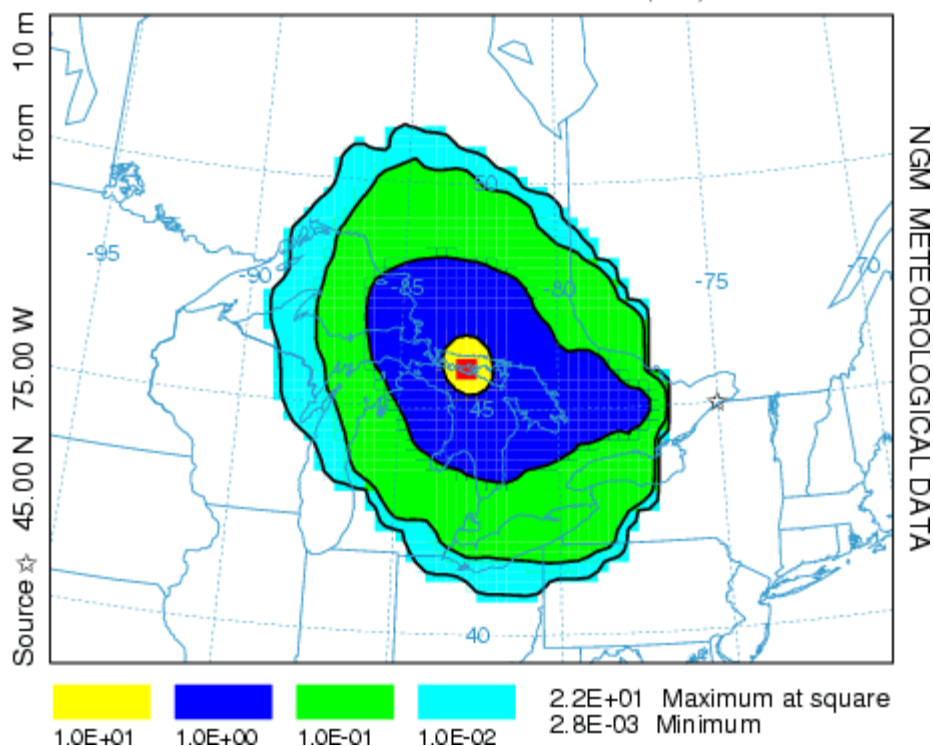 Source ☆ 45.00 N 75.00 W from 10 m
NGM METEOROLOGICAL DATA
50
-95
-90
-85
-80
-75
-70
45
40
1.0E+01 1.0E+00 1.0E-01 1.0E-02
2.2E+01 Maximum at square
2.8E-03 Minimum